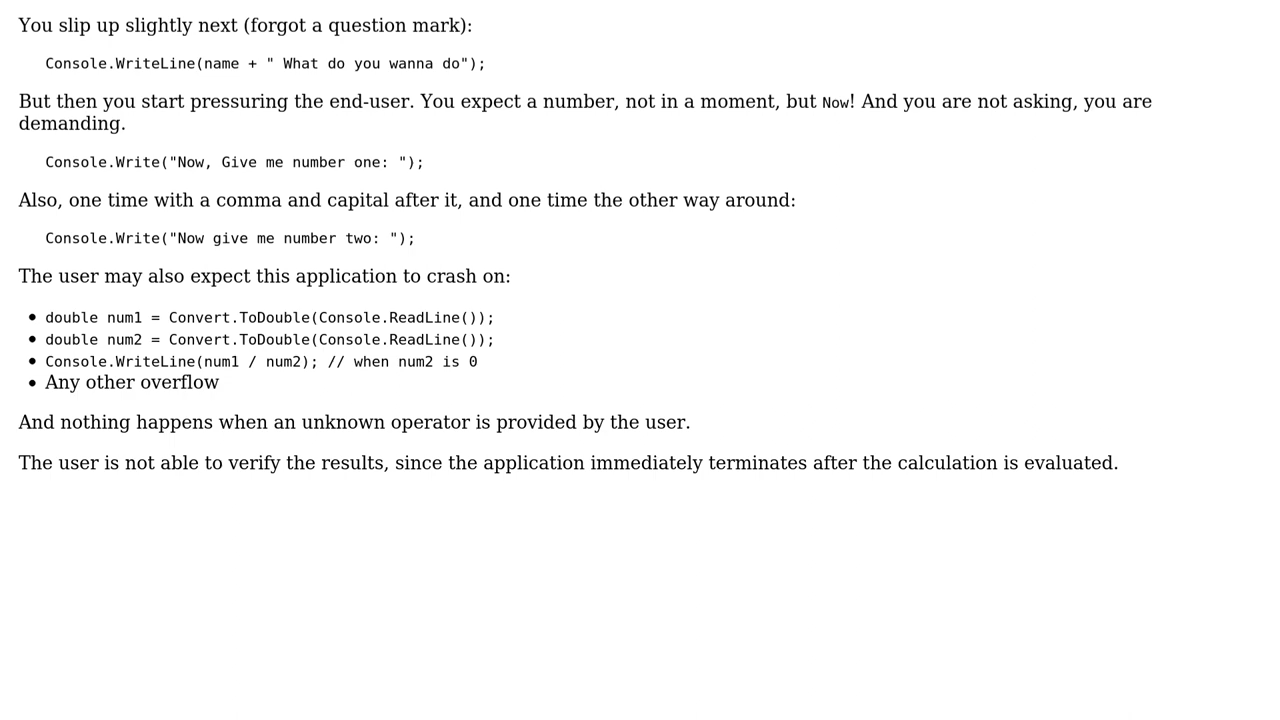 You slip up slightly next (forgot a question mark):
Console.WriteLine(name + " What do you wanna do");
But then you start pressuring the end-user. You expect a number, not in a moment, but Now! And you are not asking, you are
demanding.
Console.Write("Now, Give me number one: ");
Also, one time with a comma and capital after it, and one time the other way around:
Console.Write("Now give me number two: ");
The user may also expect this application to crash on:
• double num1 = Convert.ToDouble(Console.ReadLine());
• double num2 = Convert.ToDouble(Console.ReadLine());
• Console.WriteLine(num1 / num2); // when num2 is 0
• Any other overflow
And nothing happens when an unknown operator is provided by the user.
The user is not able to verify the results, since the application immediately terminates after the calculation is evaluated.